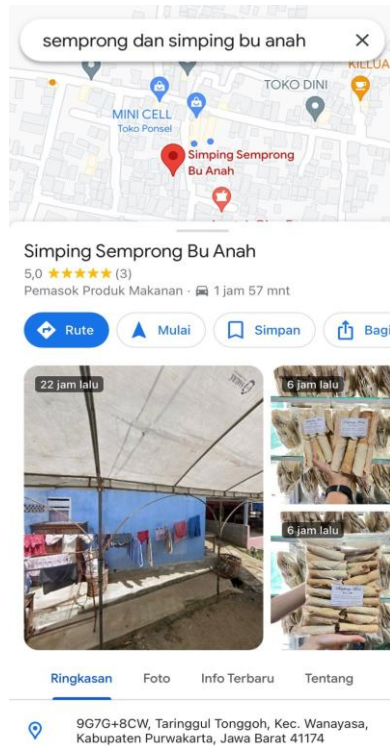 semprong dan simping bu anah
KILLUA
TOKO DINI
MINI CELL
Toko Ponsel
Simping Semprong
Bu Anah
Simping Semprong Bu Anah
5,0 (3)
Pemasok Produk Makanan · 1 jam 57 mnt
Rute
Mulai
Simpan
Bagi
22 jam lalu
6 jam lalu
6 jam lalu
Ringkasan
Foto
Info Terbaru
Tentang
9G7G+8CW, Taringgul Tonggoh, Kec. Wanayasa,
Kabupaten Purwakarta, Jawa Barat 41174